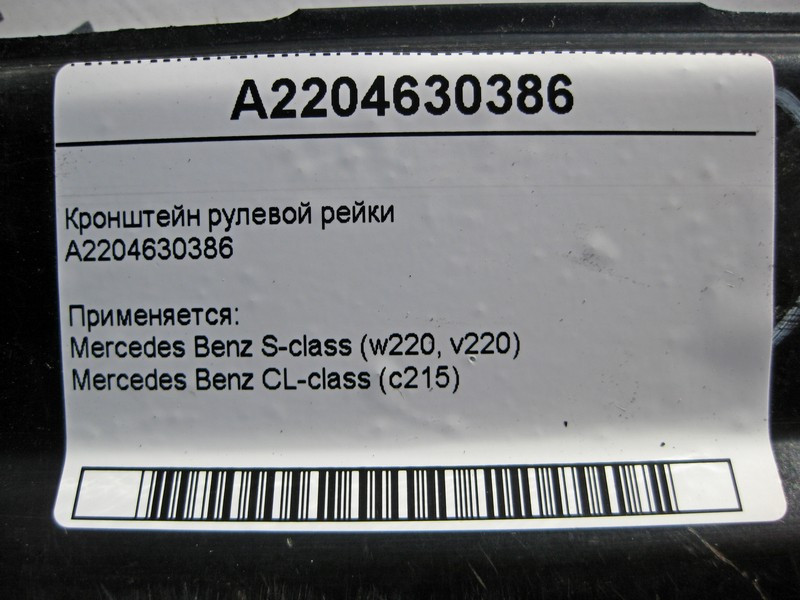 A2204630386
Кронштейн рулевой рейки
A2204630386
Применяется:
Mercedes Benz S-class (w220, v220)
Mercedes Benz CL-class (c215)